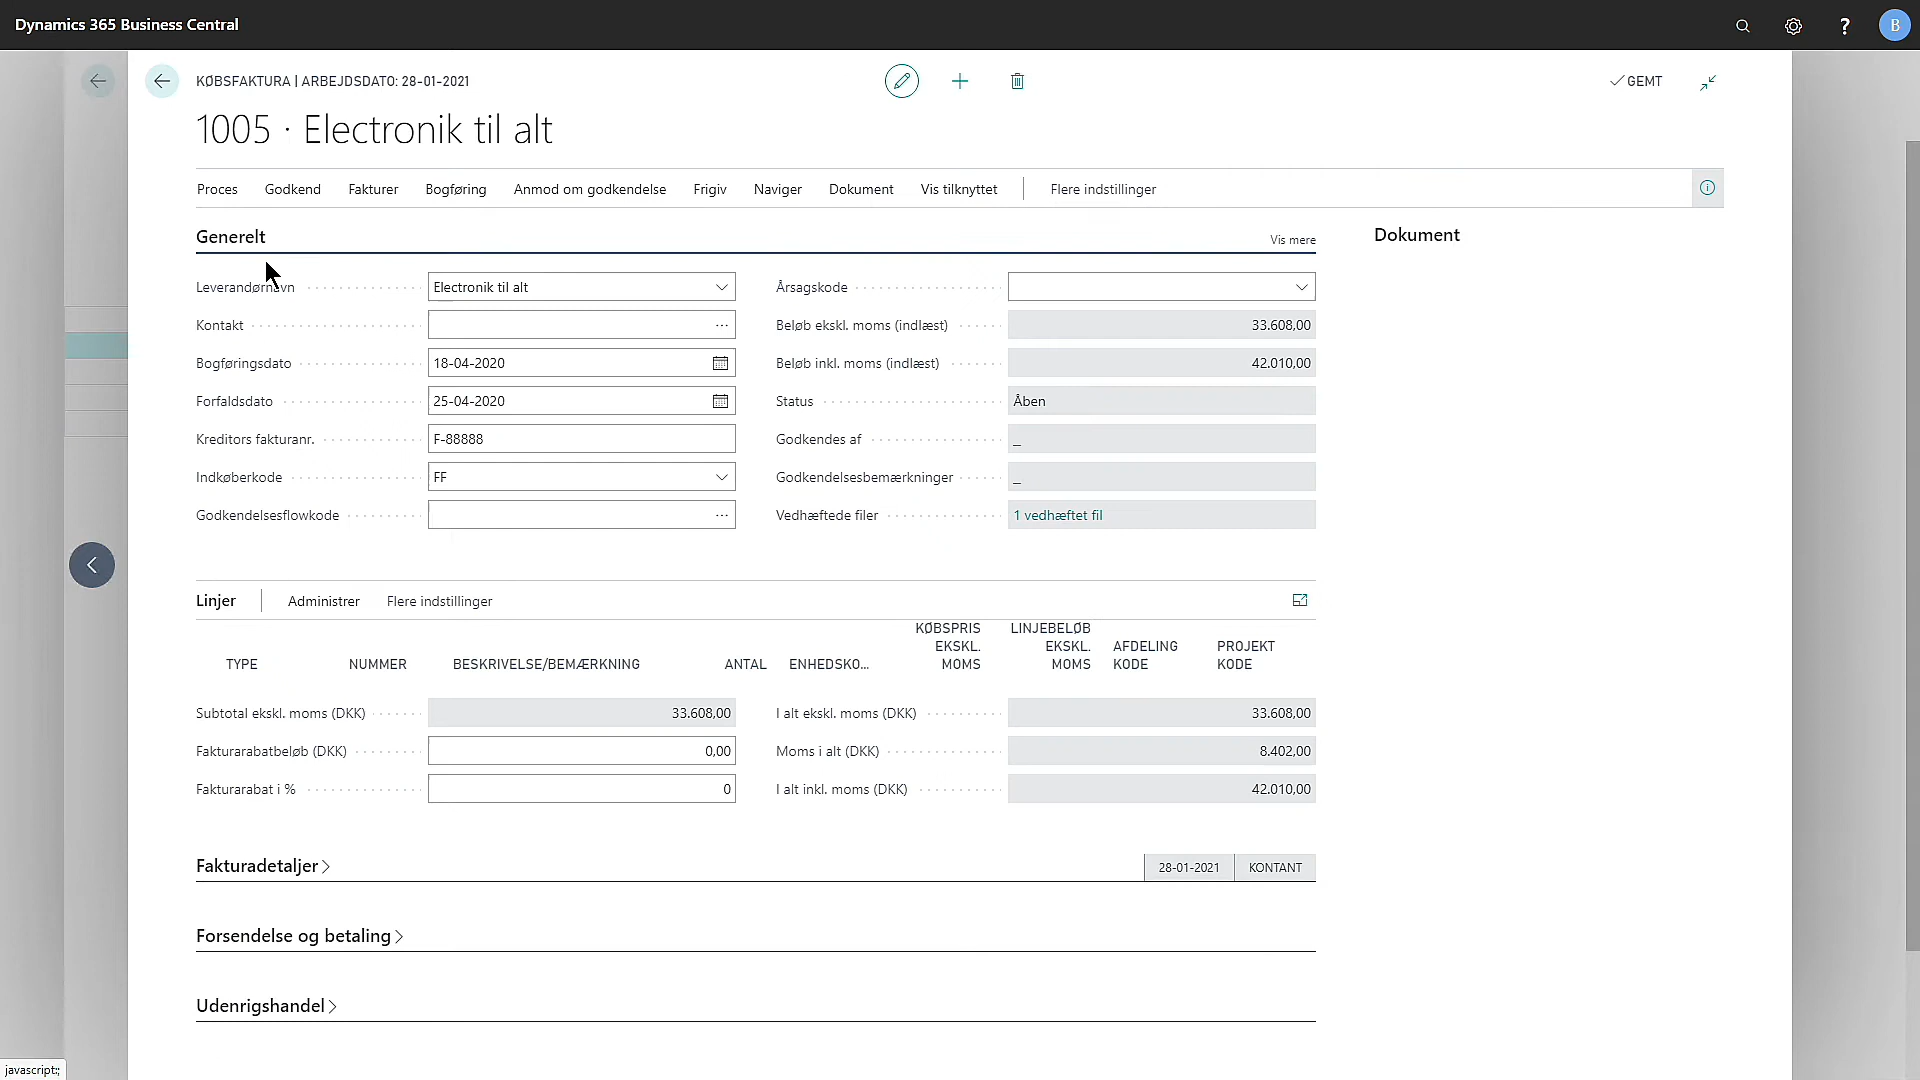 Dynamics 365 Business Central
?
B
KØBSFAKTURA | ARBEJDSDATO: 28-01-2021
GEMT
1005 · Electronik til alt
Proces Godkend Fakturer Bogføring Anmod om godkendelse Frigiv Naviger Dokument Vis tilknyttet Flere indstillinger
Generelt
Vis mere
Dokument
Leverandørnavn Electronik til alt
Årsagskode
Kontakt
Beløb ekskl. moms (indlæst) 33.608,00
Bogføringsdato 18-04-2020
Beløb inkl. moms (indlæst) 42.010,00
Forfaldsdato 25-04-2020
Status Åben
Kreditors fakturanr. F-88888
Godkendes af _
Indkøberkode FF
Godkendelsesbemærkninger _
Godkendelsesflowkode
Vedhæftede filer 1 vedhæftet fil
Linjer Administrer Flere indstillinger
TYPE
NUMMER
BESKRIVELSE/BEMÆRKNING
ANTAL
ENHEDSKO...
KØBSPRIS
EKSKL.
MOMS
LINJEBELØB
EKSKL.
MOMS
AFDELING
KODE
PROJEKT
KODE
Subtotal ekskl. moms (DKK) 33.608,00
I alt ekskl. moms (DKK) 33.608,00
Fakturarabatbeløb (DKK) 0,00
Moms i alt (DKK) 8.402,00
Fakturarabat i % 0
I alt inkl. moms (DKK) 42.010,00
Fakturadetaljer
28-01-2021 KONTANT
Forsendelse og betaling
Udenrigshandel
javascript:;